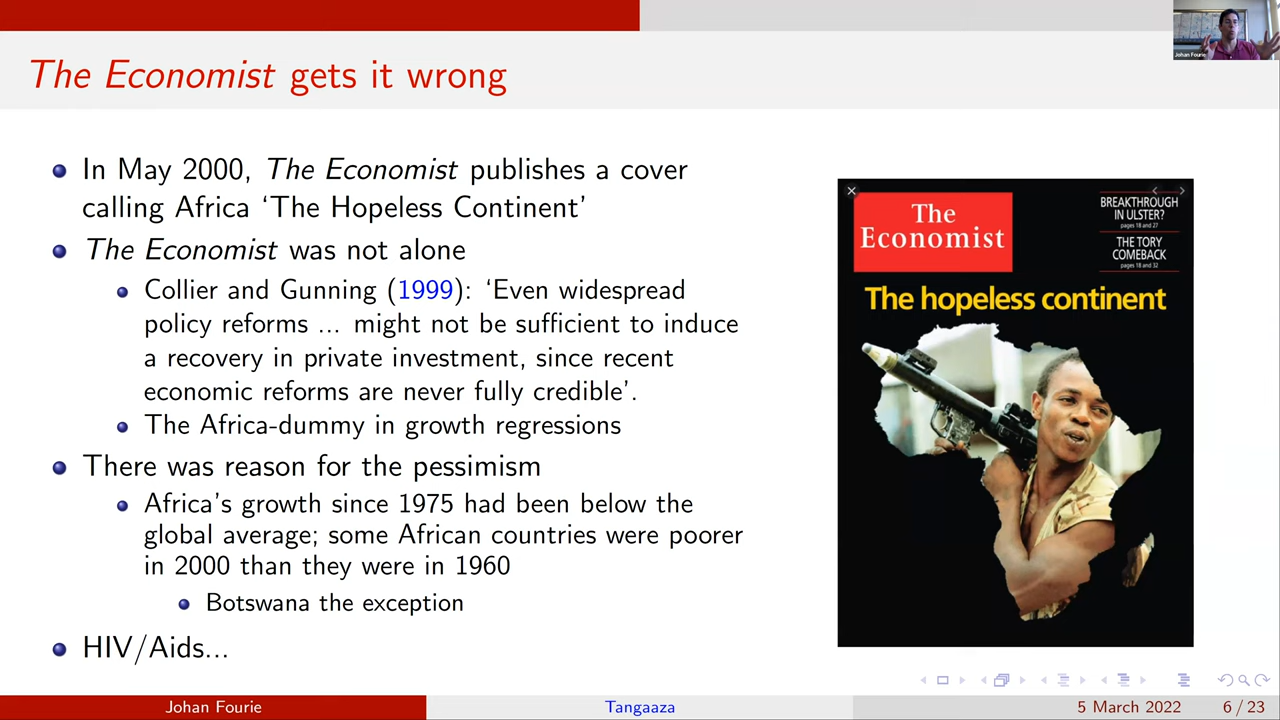 Johan Fourie
The Economist gets it wrong
In May 2000, The Economist publishes a cover
calling Africa ‘The Hopeless Continent’
The Economist was not alone
Collier and Gunning (1999): ‘Even widespread
policy reforms ... might not be sufficient to induce
a recovery in private investment, since recent
economic reforms are never fully credible’.
The Africa-dummy in growth regressions
There was reason for the pessimism
Africa’s growth since 1975 had been below the
global average; some African countries were poorer
in 2000 than they were in 1960
Botswana the exception
HIV/Aids...
The
Economist
BREAKTHROUGH
IN ULSTER?
pages 18 and 27
THE TORY
COMEBACK
pages 18 and 32
The hopeless continent
Johan Fourie
Tangaaza
5 March 2022
6 / 23